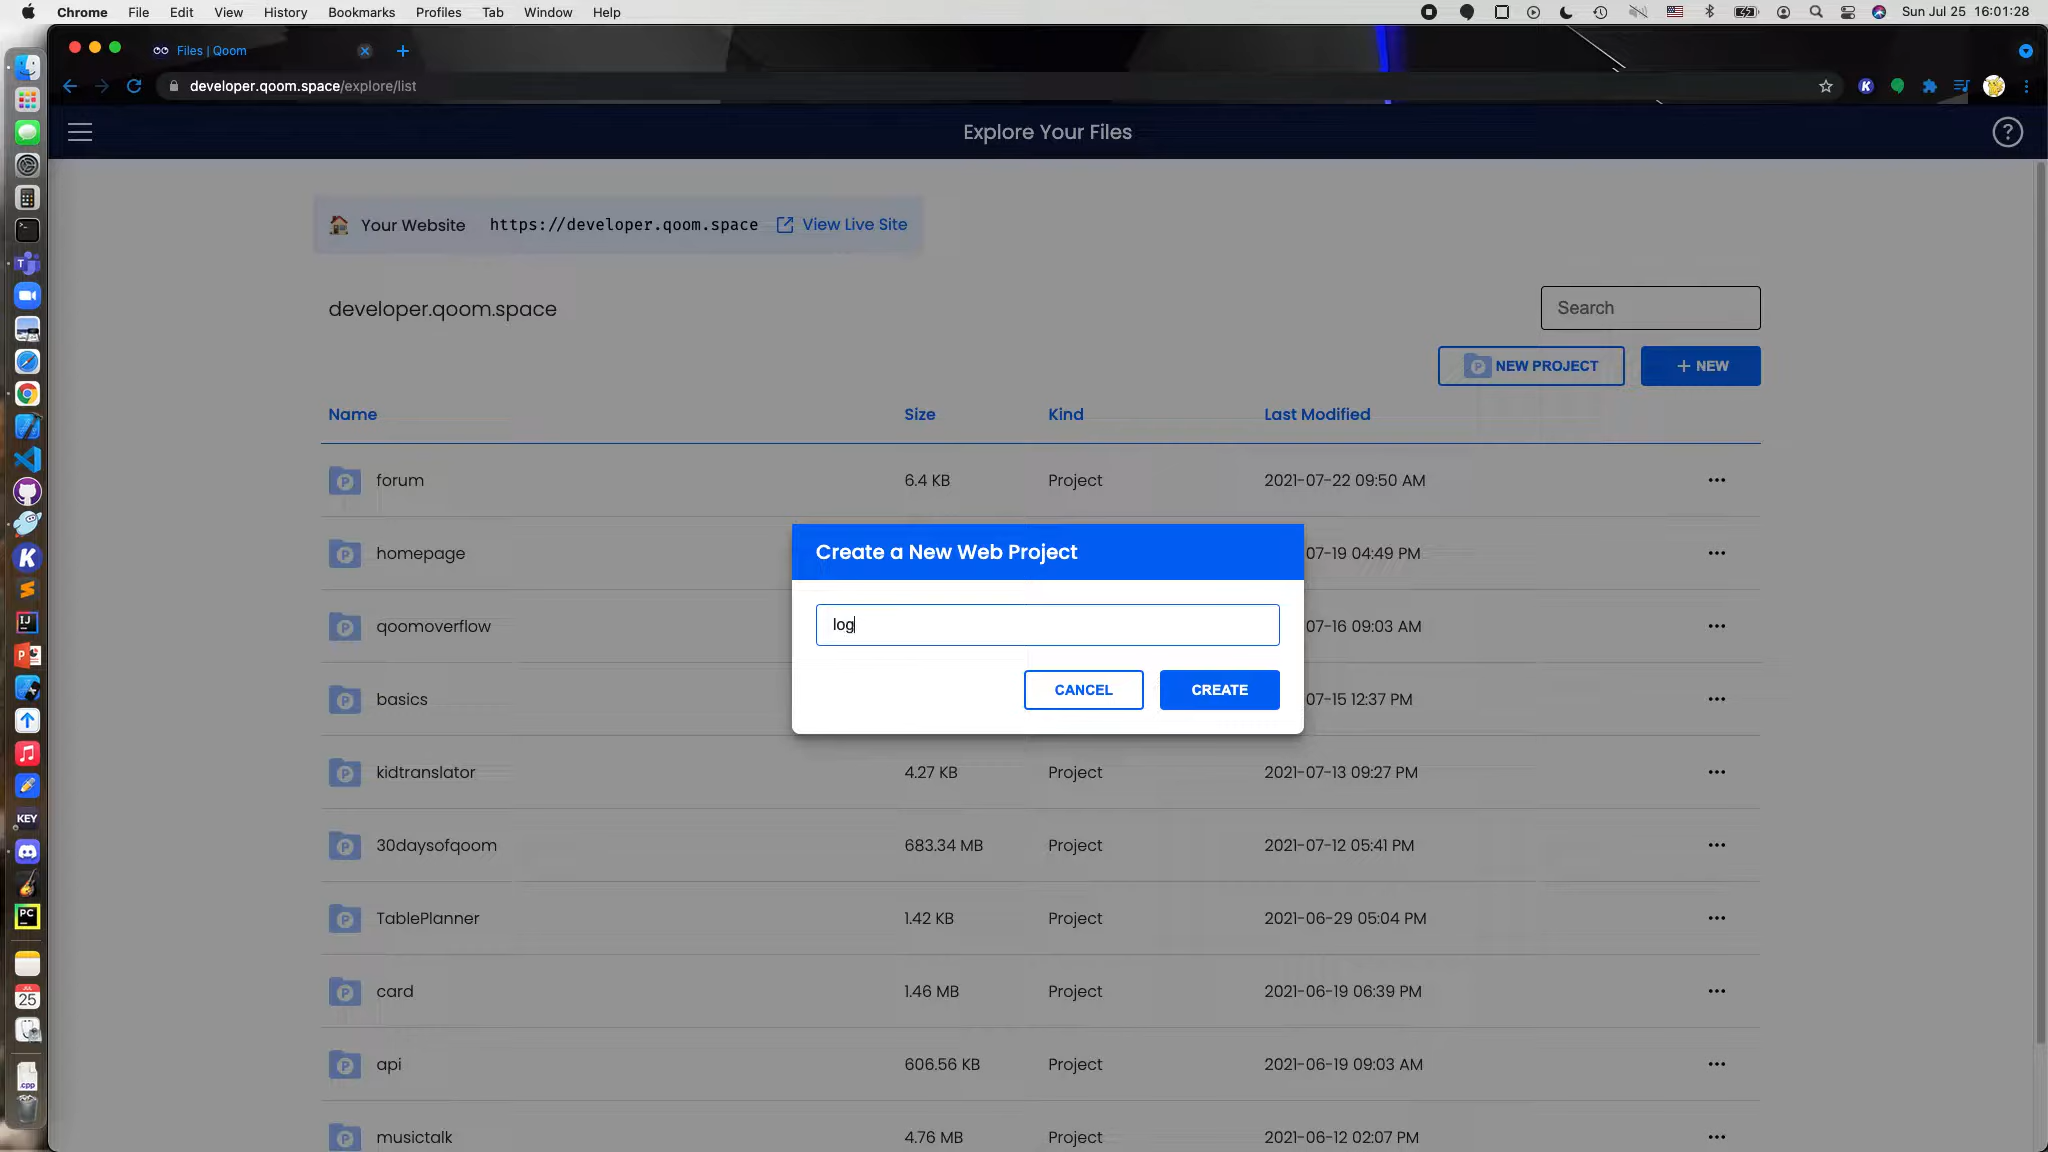 Chrome File Edit View History Bookmarks Profiles Tab Window Help Sun Jul 25 16:01:28
Files | Qoom
developer.qoom.space/explore/list
Explore Your Files
Your Website https://developer.qoom.space View Live Site
developer.qoom.space Search
P NEW PROJECT + NEW
Name Size Kind Last Modified
P forum 6.4 KB Project 2021-07-22 09:50 AM
P homepage 07-19 04:49 PM
P qoomoverflow 07-16 09:03 AM
P basics 07-15 12:37 PM
Create a New Web Project
log
CANCEL CREATE
P kidtranslator 4.27 KB Project 2021-07-13 09:27 PM
P 30daysofqoom 683.34 MB Project 2021-07-12 05:41 PM
P TablePlanner 1.42 KB Project 2021-06-29 05:04 PM
P card 1.46 MB Project 2021-06-19 06:39 PM
P api 606.56 KB Project 2021-06-19 09:03 AM
P musictalk 4.76 MB Project 2021-06-12 02:07 PM
K
IJ
KEY
PC
JUL
25
.cpp